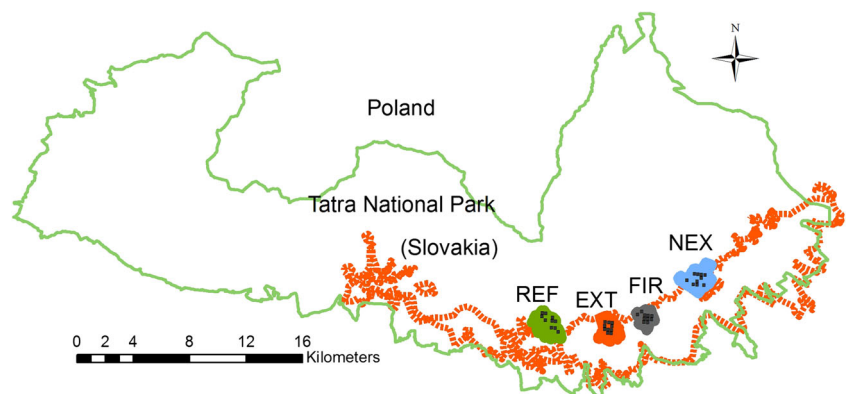 N
Poland
Tatra National Park
(Slovakia)
NEX
FIR
REF
EXT
0 2 4 8 12 16
Kilometers